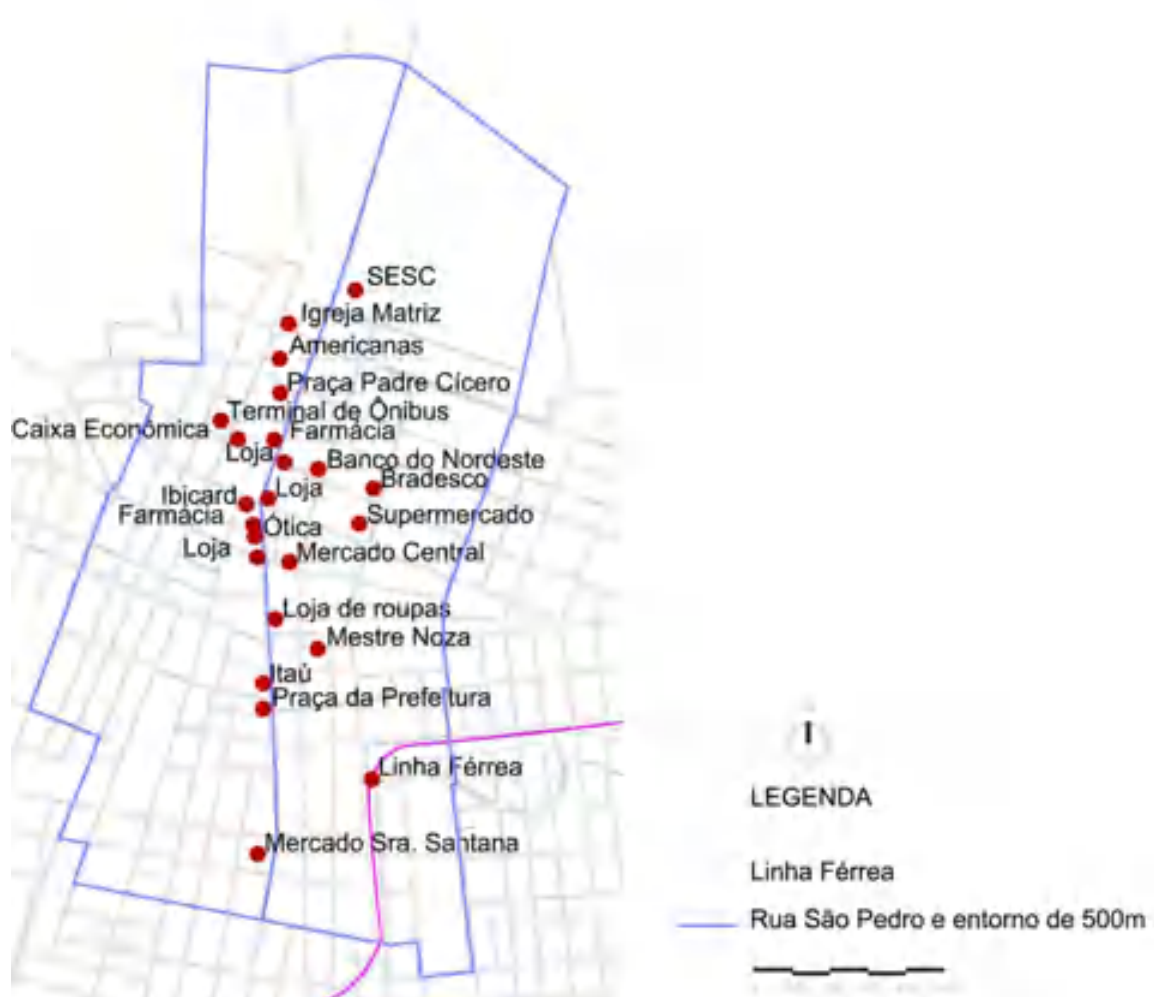 SESC
Igreja Matriz
Americanas
Praça Padre Cícero
Terminal de Ônibus
Caixa Econômica
Farmácia
Loja
Banco do Nordeste
Bradesco
Loja
Ibicard
Farmácia
Supermercado
Ótica
Loja
Mercado Central
Loja de roupas
Mestre Noza
Itaú
Praça da Prefeitura
Linha Férrea
Mercado Sra. Santana
LEGENDA
Linha Férrea
Rua São Pedro e entorno de 500m